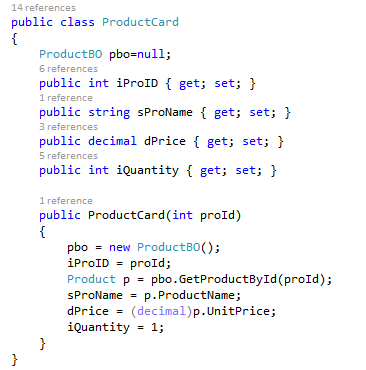 14 references
public class ProductCard
{
ProductBO pbo=null;
6 references
public int iProID { get; set; }
1 reference
public string sProName { get; set; }
3 references
public decimal dPrice { get; set; }
5 references
public int iQuantity { get; set; }
1 reference
public ProductCard(int proId)
{
pbo = new ProductBO();
iProID = proId;
Product p = pbo.GetProductById(proId);
sProName = p.ProductName;
dPrice = (decimal)p.UnitPrice;
iQuantity = 1;
}
}